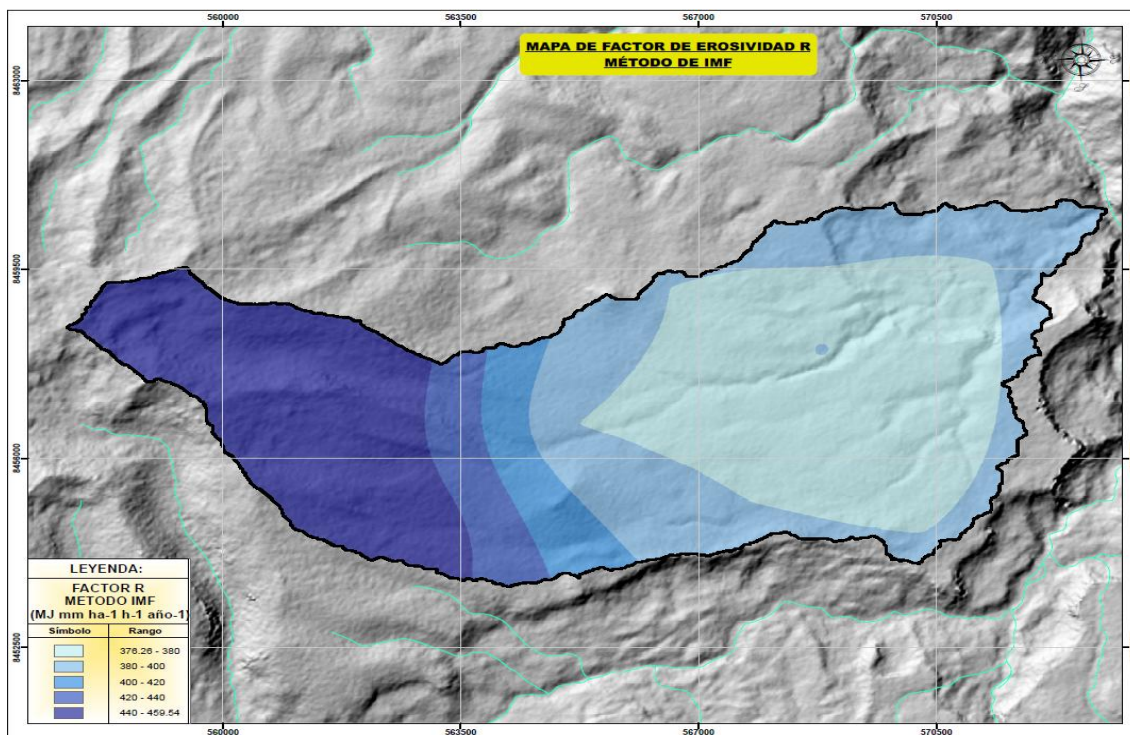 560000
563500
567000
570500
MAPA DE FACTOR DE EROSIVIDAD R
MÉTODO DE IMF
8463000
8459500
8456000
8452500
LEYENDA:
FACTOR R
METODO IMF
(MJ mm ha-1 h-1 año-1)
Símbolo Rango
376.26 - 380
380 - 400
400 - 420
420 - 440
440 - 459.54
560000
563500
567000
570500